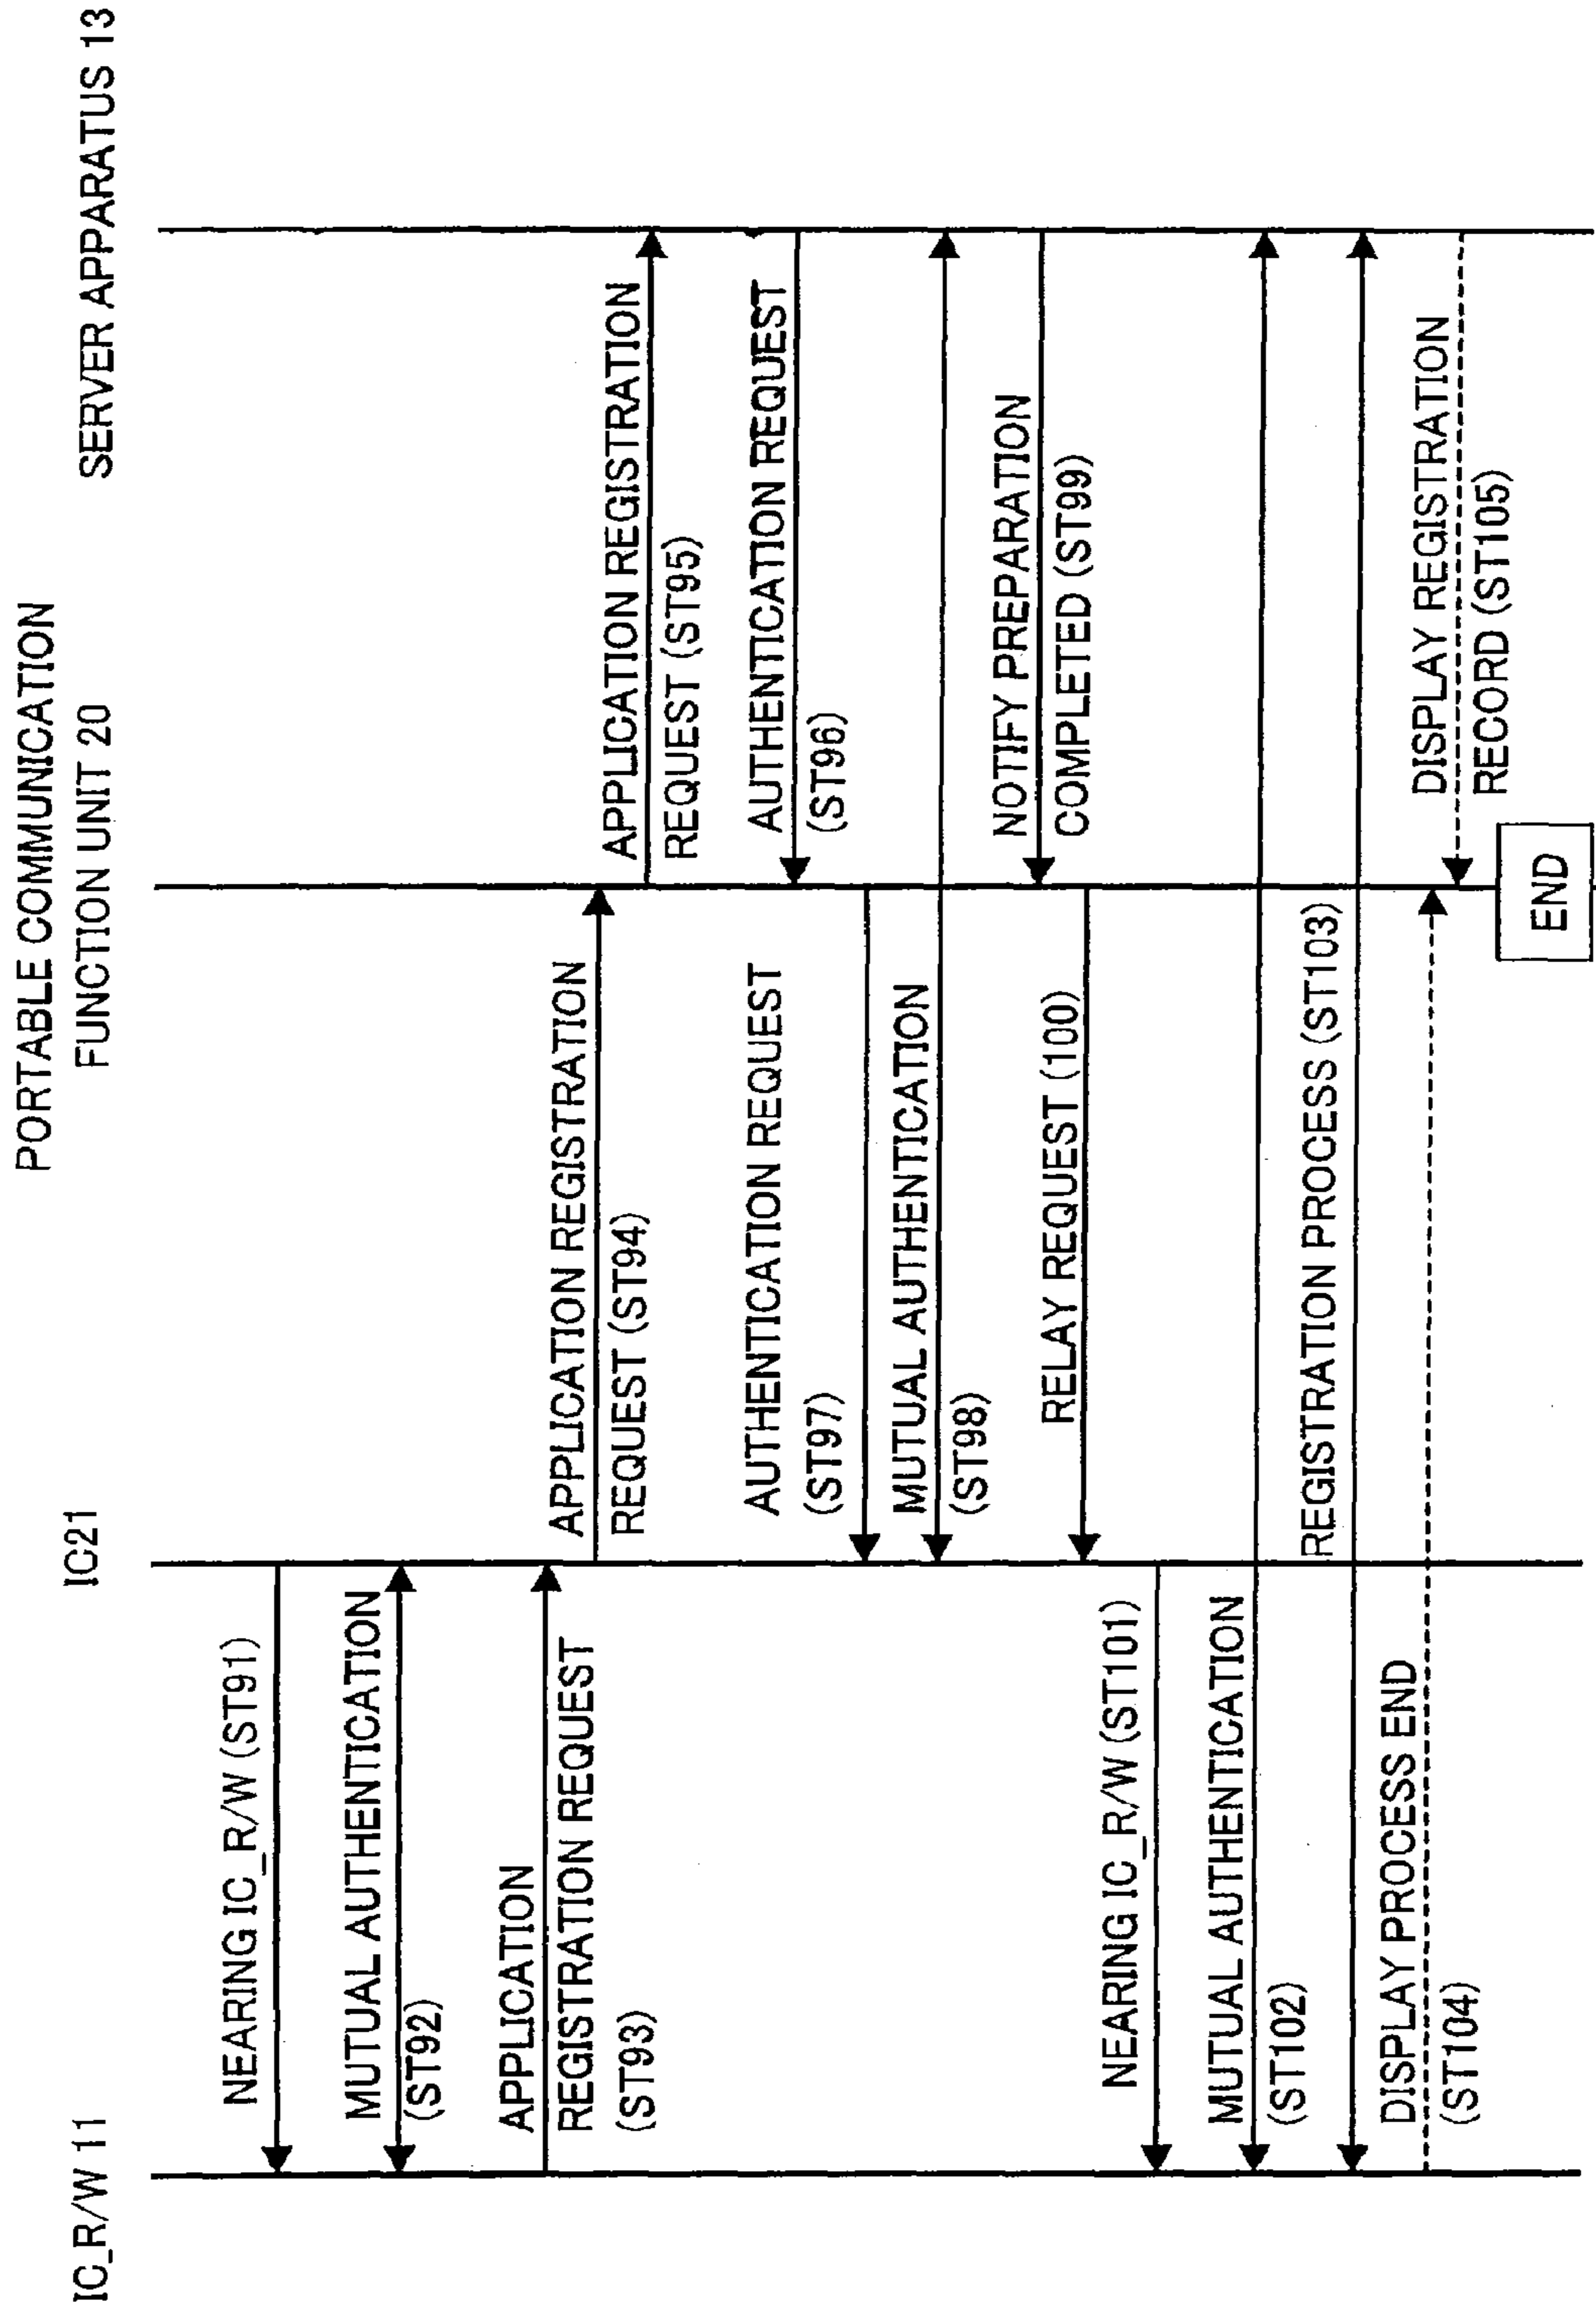 PORTABLE COMMUNICATION
FUNCTION UNIT 20
IC_R/W 11
IC21
SERVER APPARATUS 13
NEARING IC_R/W (ST91)
MUTUAL AUTHENTICATION
(ST92)
APPLICATION
REGISTRATION REQUEST
(ST93)
APPLICATION REGISTRATION
REQUEST (ST94)
APPLICATION REGISTRATION
REQUEST (ST95)
AUTHENTICATION REQUEST
(ST96)
AUTHENTICATION REQUEST
(ST97)
MUTUAL AUTHENTICATION
(ST98)
NOTIFY PREPARATION
COMPLETED (ST99)
RELAY REQUEST (100)
NEARING IC_R/W (ST101)
MUTUAL AUTHENTICATION
(ST102)
REGISTRATION PROCESS (ST103)
DISPLAY PROCESS END
(ST104)
DISPLAY REGISTRATION
RECORD (ST105)
END